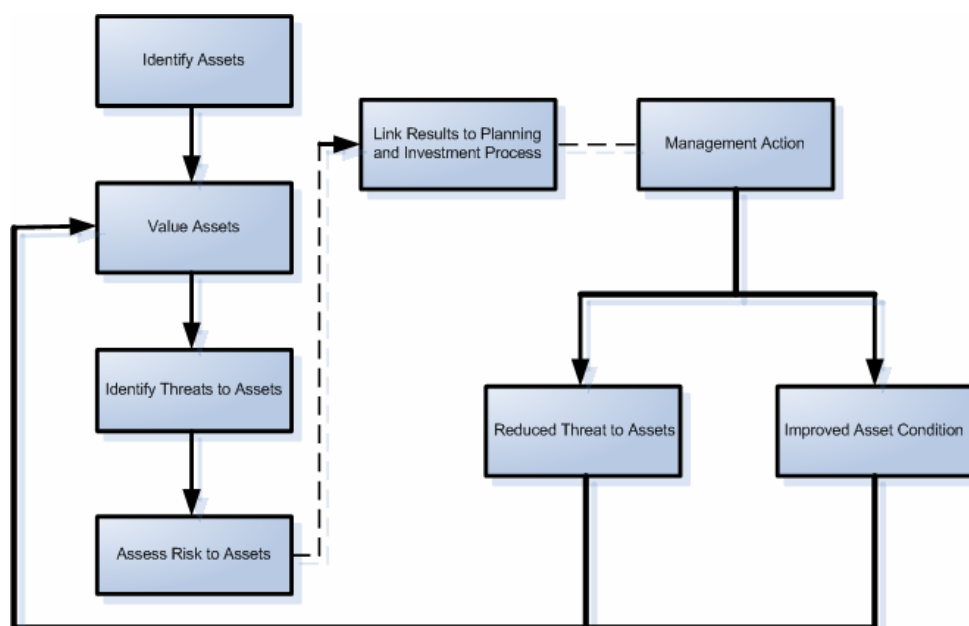 Identify Assets
Value Assets
Identify Threats to Assets
Assess Risk to Assets
Link Results to Planning
and Investment Process
Management Action
Reduced Threat to Assets
Improved Asset Condition